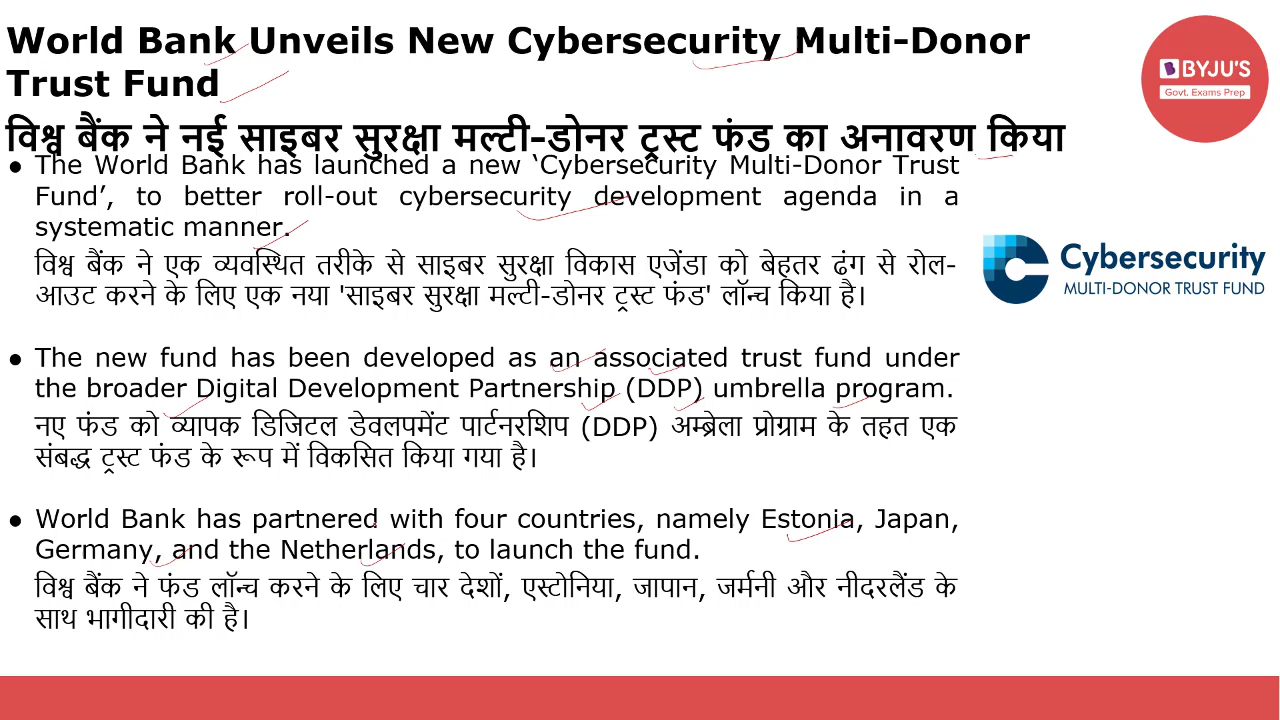 World Bank Unveils New Cybersecurity Multi-Donor
Trust Fund
विश्व बैंक ने नई साइबर सुरक्षा मल्टी-डोनर ट्रस्ट फंड का अनावरण किया
● The World Bank has launched a new ‘Cybersecurity Multi-Donor Trust
Fund’, to better roll-out cybersecurity development agenda in a
systematic manner.
विश्व बैंक ने एक व्यवस्थित तरीके से साइबर सुरक्षा विकास एजेंडा को बेहतर ढंग से रोल-
आउट करने के लिए एक नया 'साइबर सुरक्षा मल्टी-डोनर ट्रस्ट फंड' लॉन्च किया है।
● The new fund has been developed as an associated trust fund under
the broader Digital Development Partnership (DDP) umbrella program.
नए फंड को व्यापक डिजिटल डेवलपमेंट पार्टनरशिप (DDP) अम्ब्रेला प्रोग्राम के तहत एक
संबद्ध ट्रस्ट फंड के रूप में विकसित किया गया है।
● World Bank has partnered with four countries, namely Estonia, Japan,
Germany, and the Netherlands, to launch the fund.
विश्व बैंक ने फंड लॉन्च करने के लिए चार देशों, एस्टोनिया, जापान, जर्मनी और नीदरलैंड के
साथ भागीदारी की है।
BYJU'S
Govt. Exams Prep
Cybersecurity
MULTI-DONOR TRUST FUND